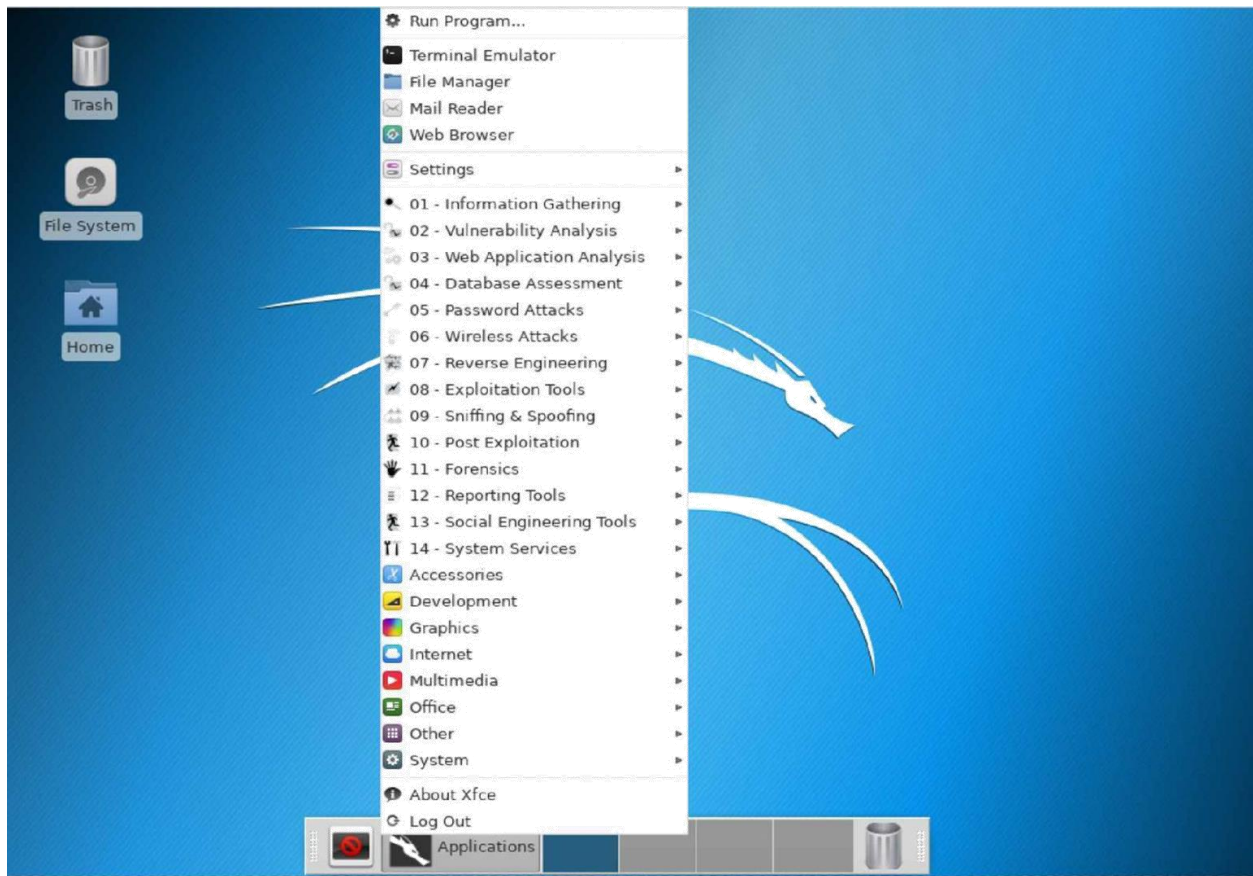 Trash
File System
Home
Run Program...
Terminal Emulator
File Manager
Mail Reader
Web Browser
Settings
01 - Information Gathering
02 - Vulnerability Analysis
03 - Web Application Analysis
04 - Database Assessment
05 - Password Attacks
06 - Wireless Attacks
07 - Reverse Engineering
08 - Exploitation Tools
09 - Sniffing & Spoofing
10 - Post Exploitation
11 - Forensics
12 - Reporting Tools
13 - Social Engineering Tools
14 - System Services
Accessories
Development
Graphics
Internet
Multimedia
Office
Other
System
About Xfce
Log Out
Applications